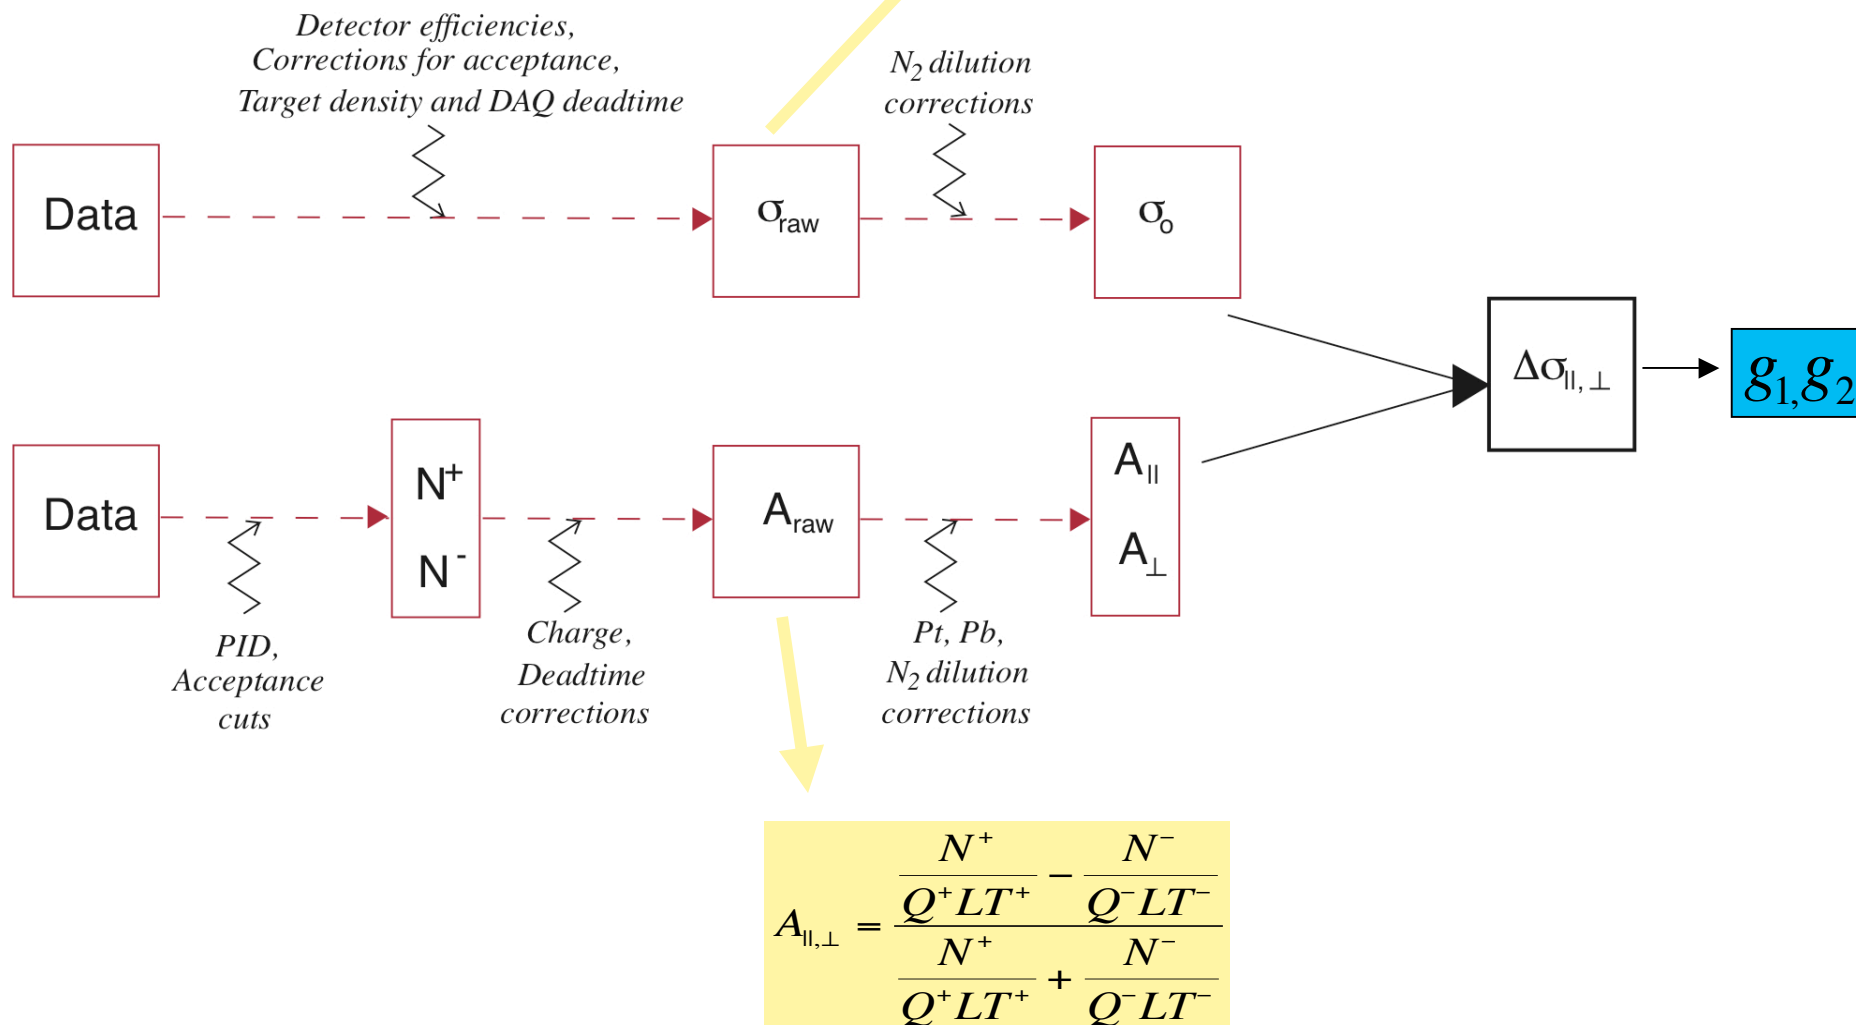 Detector efficiencies,
Corrections for acceptance,
Target density and DAQ deadtime
N₂ dilution
corrections
Data
σraw
σo
Δσ||,⊥
g₁,g₂
Data
N⁺
N⁻
Araw
A||
A⊥
PID,
Acceptance
cuts
Charge,
Deadtime
corrections
Pt, Pb,
N₂ dilution
corrections
A||,⊥ = (N⁺/(Q⁺LT⁺) − N⁻/(Q⁻LT⁻)) / (N⁺/(Q⁺LT⁺) + N⁻/(Q⁻LT⁻))